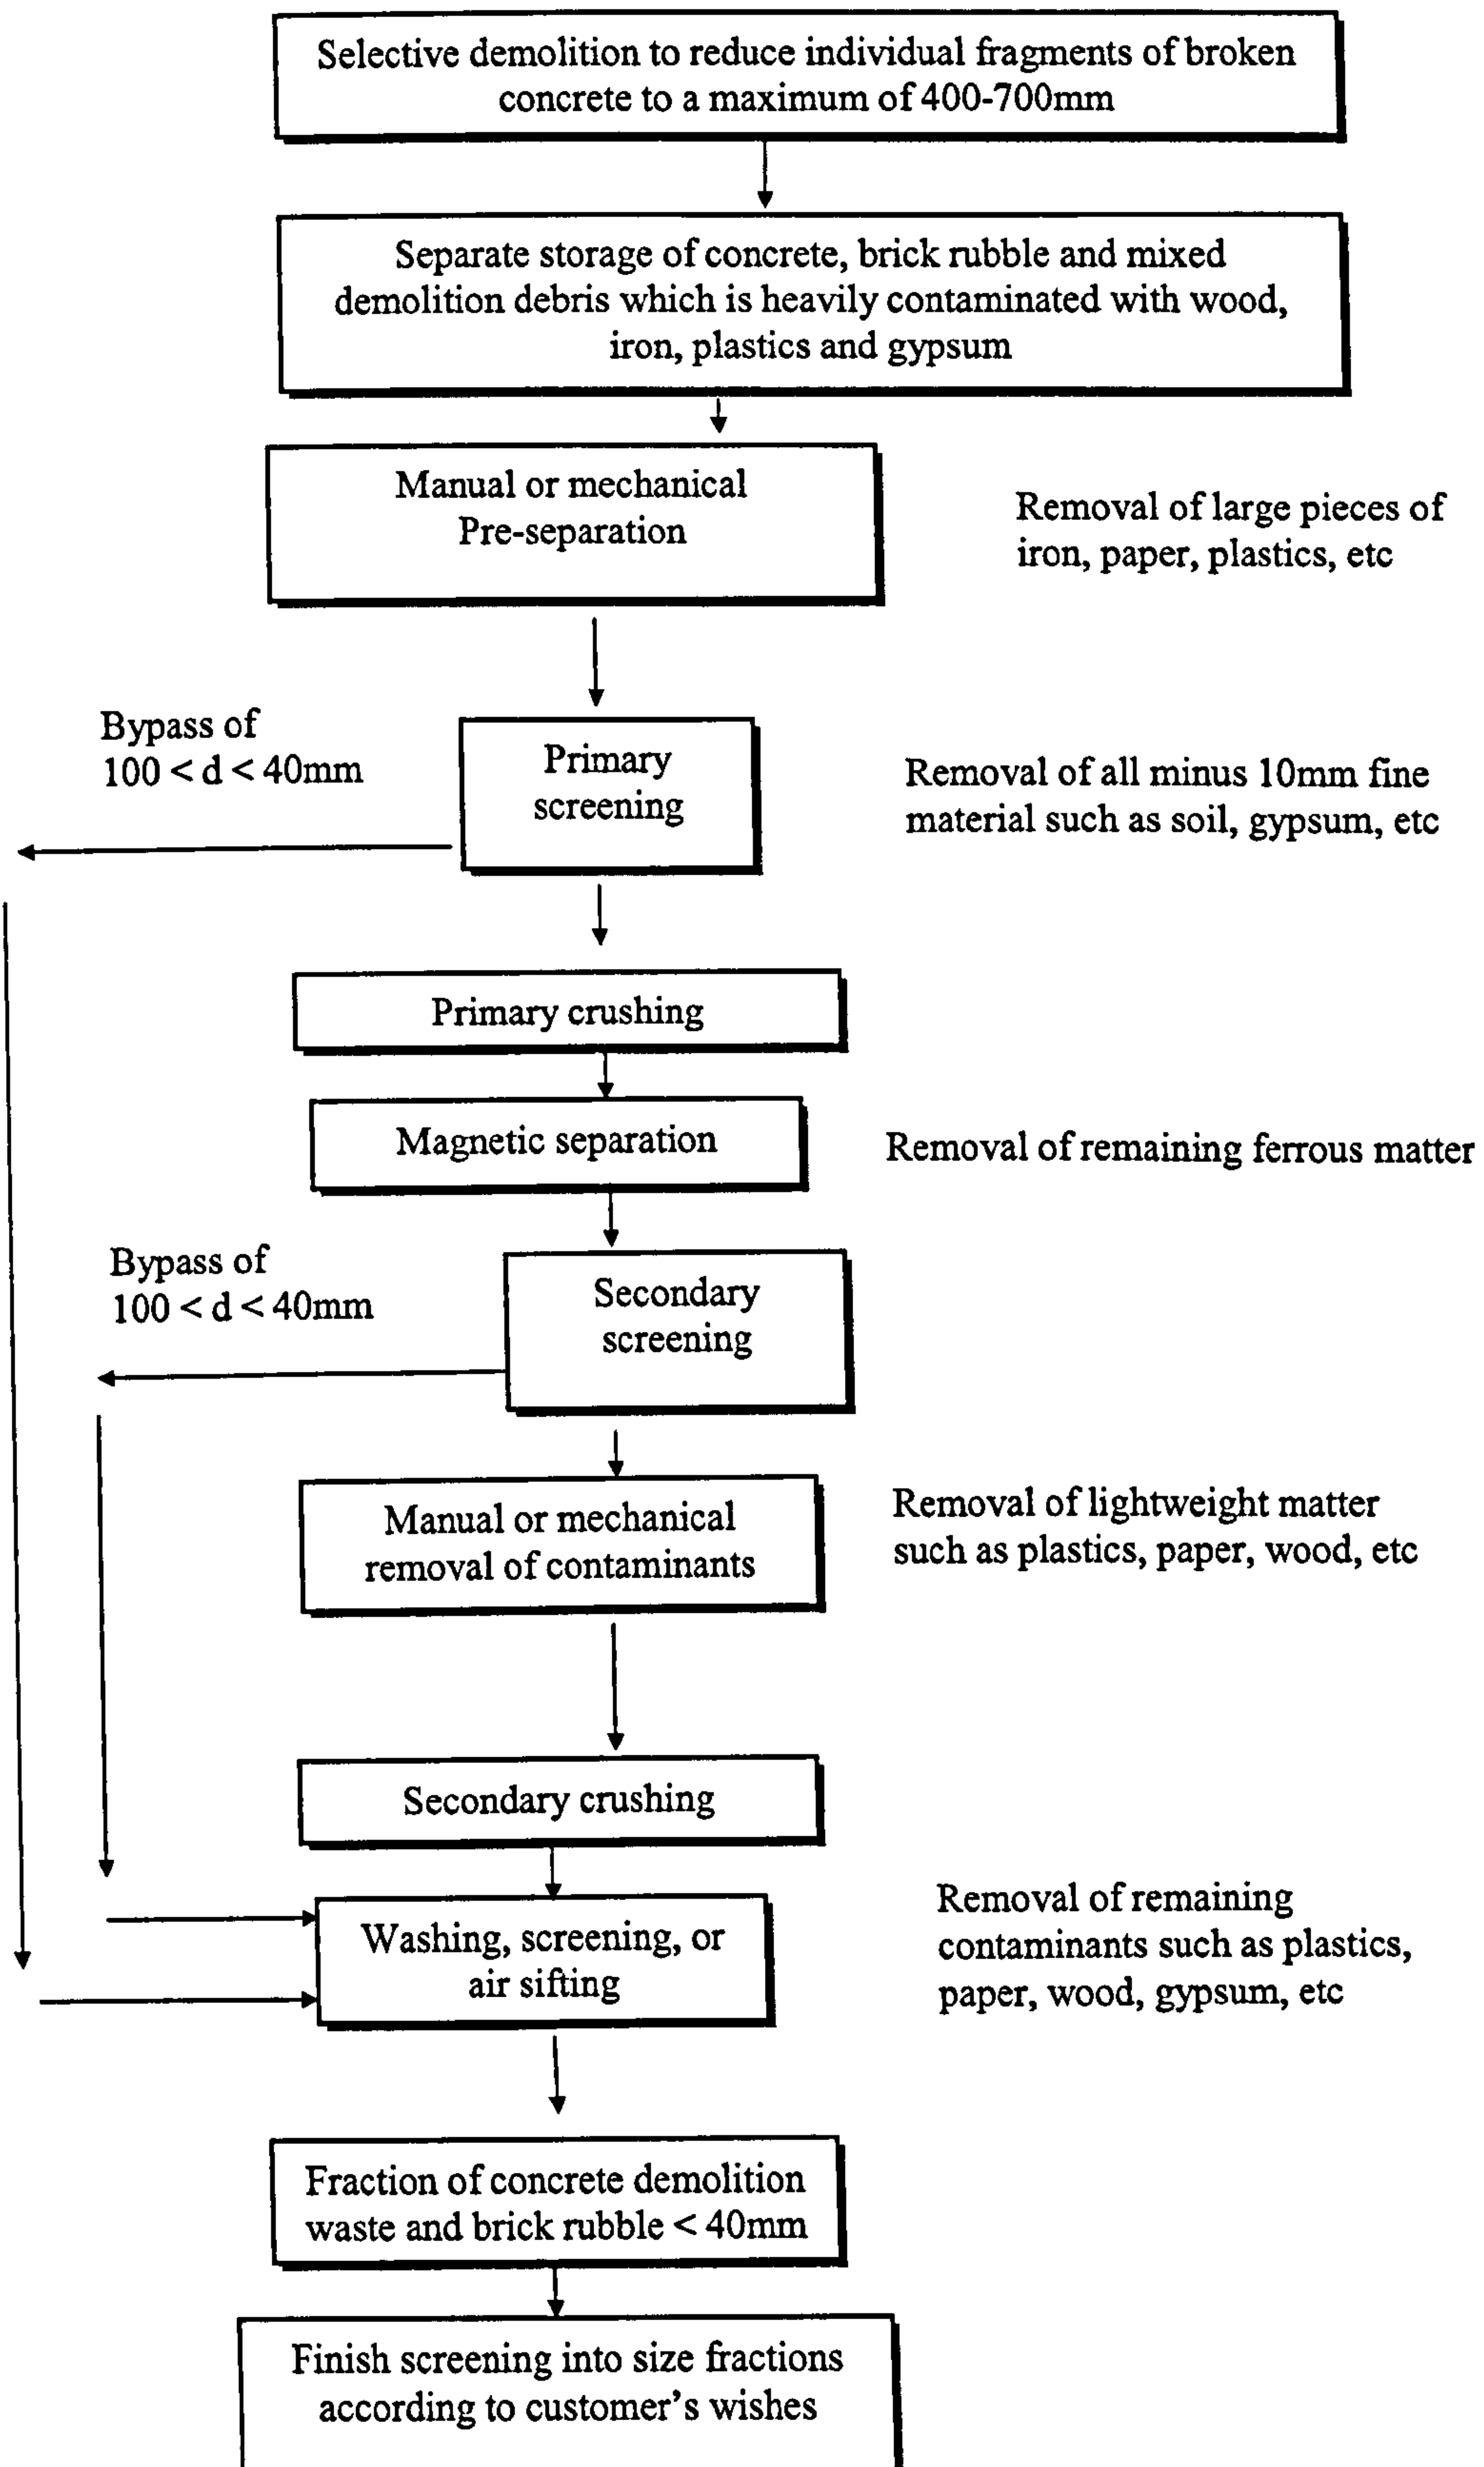 Selective demolition to reduce individual fragments of broken
concrete to a maximum of 400-700mm
Separate storage of concrete, brick rubble and mixed
demolition debris which is heavily contaminated with wood,
iron, plastics and gypsum
Manual or mechanical
Pre-separation
Removal of large pieces of
iron, paper, plastics, etc
Bypass of
100 < d < 40mm
Primary
screening
Removal of all minus 10mm fine
material such as soil, gypsum, etc
Primary crushing
Magnetic separation
Removal of remaining ferrous matter
Bypass of
100 < d < 40mm
Secondary
screening
Manual or mechanical
removal of contaminants
Removal of lightweight matter
such as plastics, paper, wood, etc
Secondary crushing
Washing, screening, or
air sifting
Removal of remaining
contaminants such as plastics,
paper, wood, gypsum, etc
Fraction of concrete demolition
waste and brick rubble < 40mm
Finish screening into size fractions
according to customer's wishes